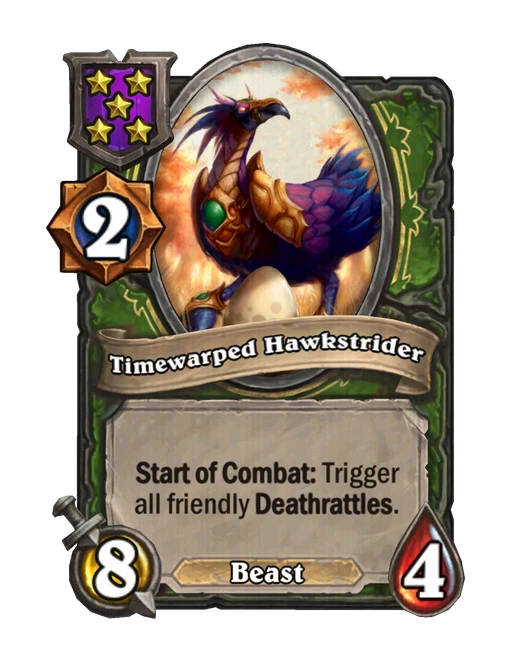 2
Timewarped Hawkstrider
Start of Combat: Trigger
all friendly Deathrattles.
8
Beast
4